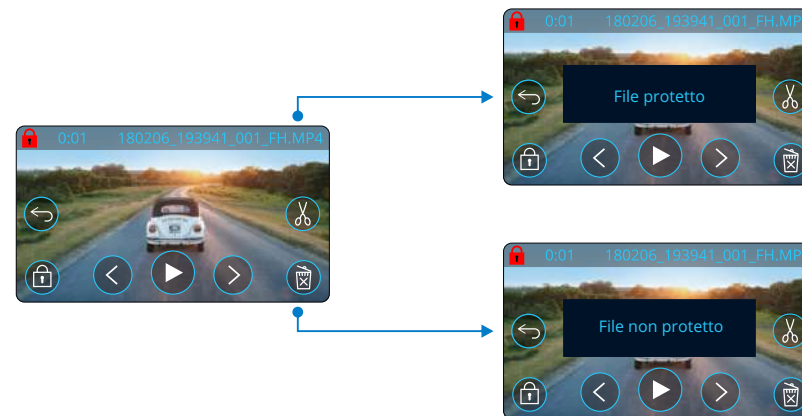 0:01 180206_193941_001_FH.MP
File protetto
0:01 180206_193941_001_FH.MP4
0:01 180206_193941_001_FH.MP
File non protetto